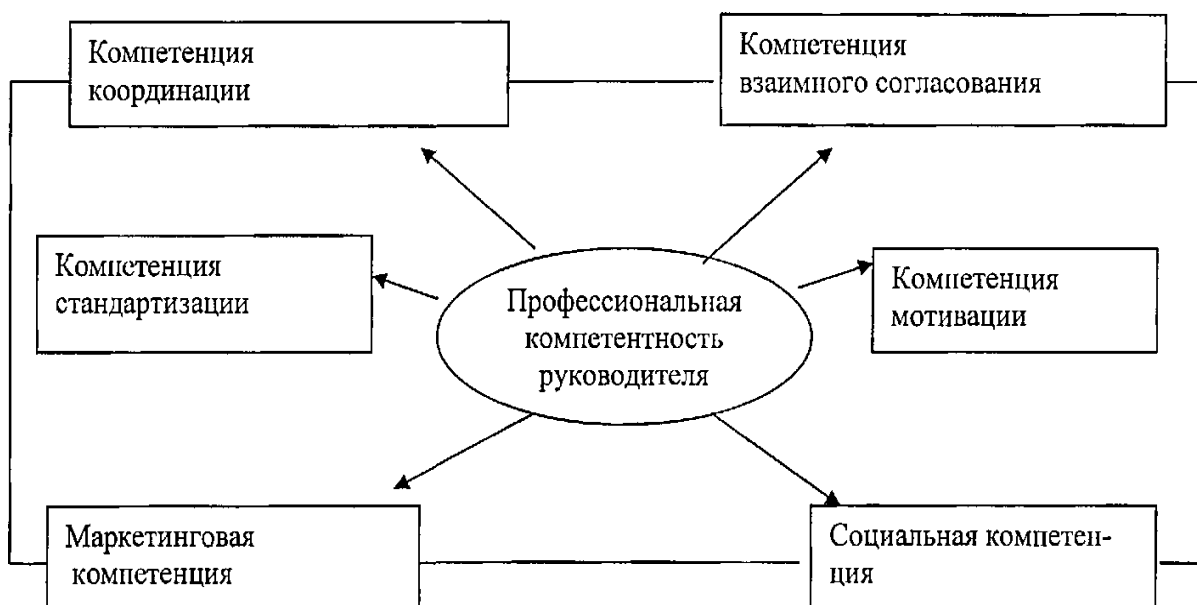 Компетенция
координации
Компетенция
взаимного согласования
Компетенция
стандартизации
Профессиональная
компетентность
руководителя
Компетенция
мотивации
Маркетинговая
компетенция
Социальная компетен-
ция